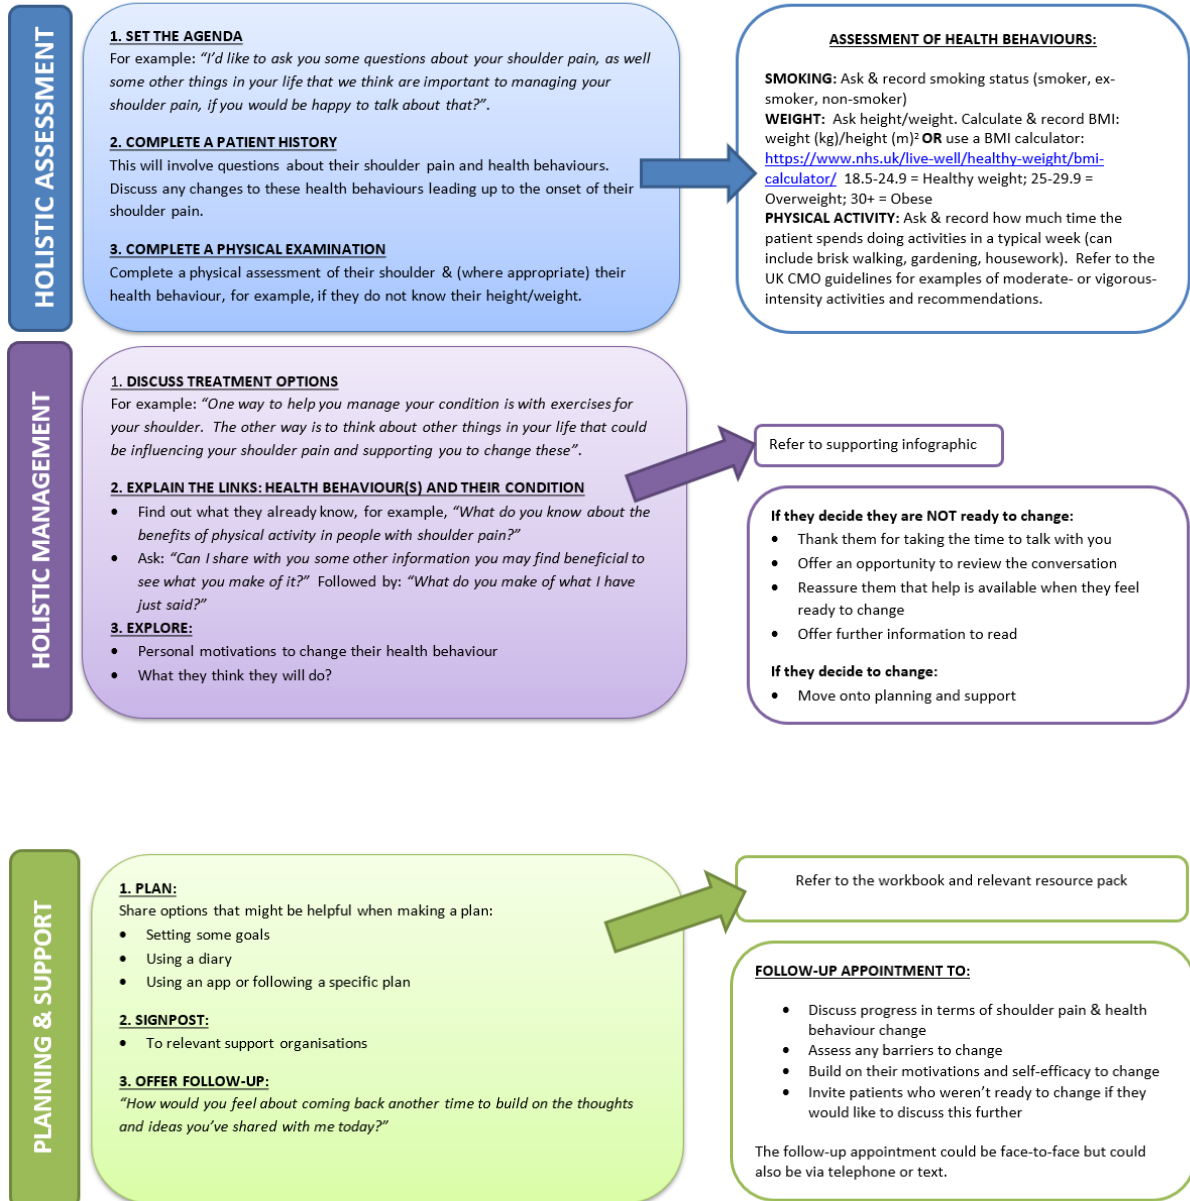 HOLISTIC ASSESSMENT
1. SET THE AGENDA
For example: “I’d like to ask you some questions about your shoulder pain, as well
some other things in your life that we think are important to managing your
shoulder pain, if you would be happy to talk about that?”.
2. COMPLETE A PATIENT HISTORY
This will involve questions about their shoulder pain and health behaviours.
Discuss any changes to these health behaviours leading up to the onset of their
shoulder pain.
3. COMPLETE A PHYSICAL EXAMINATION
Complete a physical assessment of their shoulder & (where appropriate) their
health behaviour, for example, if they do not know their height/weight.
ASSESSMENT OF HEALTH BEHAVIOURS:
SMOKING: Ask & record smoking status (smoker, ex-
smoker, non-smoker)
WEIGHT: Ask height/weight. Calculate & record BMI:
weight (kg)/height (m)² OR use a BMI calculator:
https://www.nhs.uk/live-well/healthy-weight/bmi-
calculator/ 18.5-24.9 = Healthy weight; 25-29.9 =
Overweight; 30+ = Obese
PHYSICAL ACTIVITY: Ask & record how much time the
patient spends doing activities in a typical week (can
include brisk walking, gardening, housework). Refer to the
UK CMO guidelines for examples of moderate- or vigorous-
intensity activities and recommendations.
HOLISTIC MANAGEMENT
1. DISCUSS TREATMENT OPTIONS
For example: “One way to help you manage your condition is with exercises for
your shoulder. The other way is to think about other things in your life that could
be influencing your shoulder pain and supporting you to change these”.
2. EXPLAIN THE LINKS: HEALTH BEHAVIOUR(S) AND THEIR CONDITION
• Find out what they already know, for example, “What do you know about the
benefits of physical activity in people with shoulder pain?”
• Ask: “Can I share with you some other information you may find beneficial to
see what you make of it?” Followed by: “What do you make of what I have
just said?”
3. EXPLORE:
• Personal motivations to change their health behaviour
• What they think they will do?
Refer to supporting infographic
If they decide they are NOT ready to change:
• Thank them for taking the time to talk with you
• Offer an opportunity to review the conversation
• Reassure them that help is available when they feel
ready to change
• Offer further information to read
If they decide to change:
• Move onto planning and support
PLANNING & SUPPORT
1. PLAN:
Share options that might be helpful when making a plan:
• Setting some goals
• Using a diary
• Using an app or following a specific plan
2. SIGNPOST:
• To relevant support organisations
3. OFFER FOLLOW-UP:
“How would you feel about coming back another time to build on the thoughts
and ideas you’ve shared with me today?”
Refer to the workbook and relevant resource pack
FOLLOW-UP APPOINTMENT TO:
• Discuss progress in terms of shoulder pain & health
behaviour change
• Assess any barriers to change
• Build on their motivations and self-efficacy to change
• Invite patients who weren’t ready to change if they
would like to discuss this further
The follow-up appointment could be face-to-face but could
also be via telephone or text.